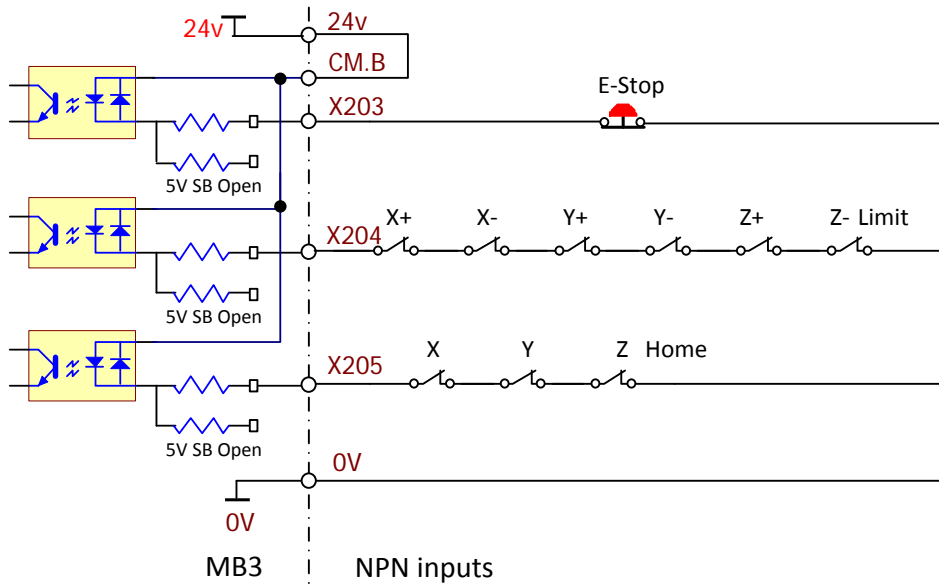 24v
24v
CM.B
X203
E-Stop
5V SB Open
X204
X+ X- Y+ Y- Z+ Z- Limit
5V SB Open
X205
X Y Z Home
5V SB Open
0V
0V
MB3 NPN inputs